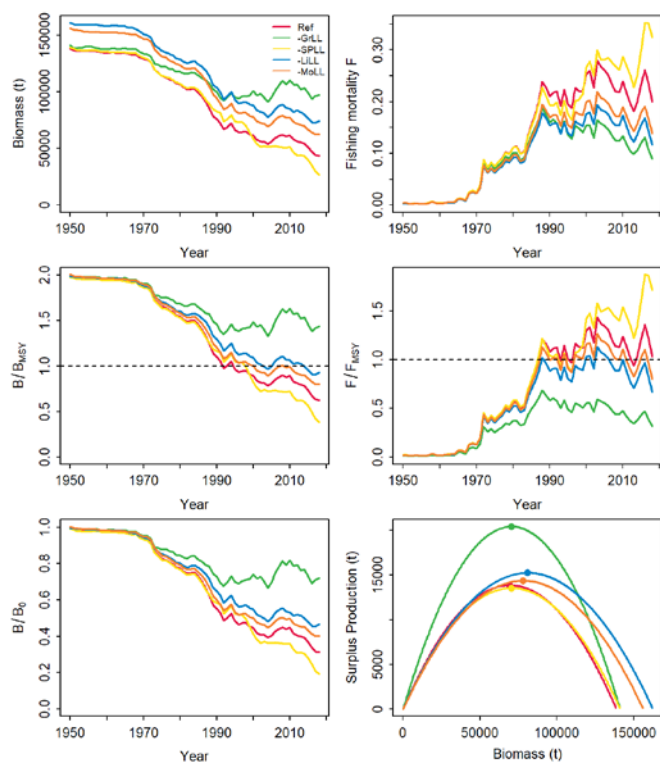 Biomass (t)
0
50000
100000
150000
1950
1970
1990
2010
Year
Ref
-GrLL
-SPLL
-LiLL
-MoLL
Fishing mortality F
0.00
0.10
0.20
0.30
1950
1970
1990
2010
Year
B/BMSY
0.0
0.5
1.0
1.5
2.0
1950
1970
1990
2010
Year
F/FMSY
0.0
0.5
1.0
1.5
1950
1970
1990
2010
Year
B/B0
0.0
0.2
0.4
0.6
0.8
1.0
1950
1970
1990
2010
Year
Surplus Production (t)
0
5000
15000
0
50000
100000
150000
Biomass (t)